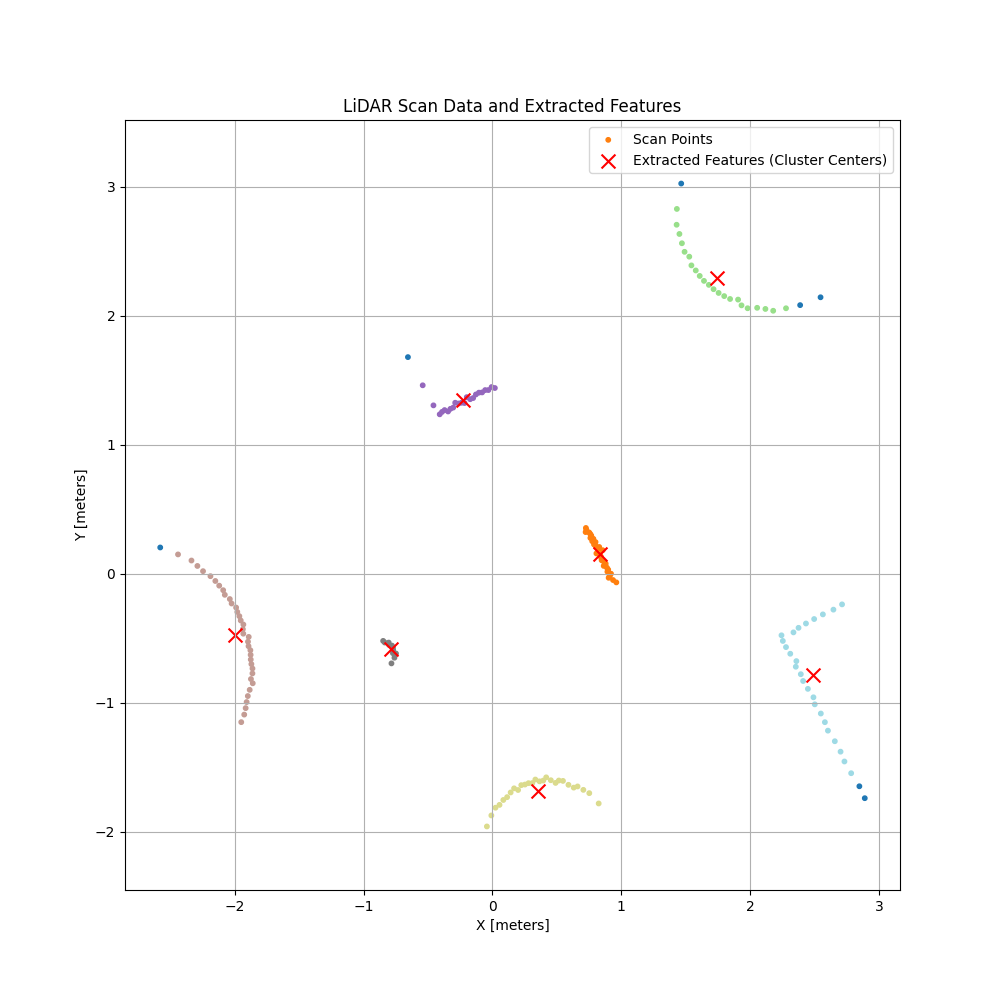 LiDAR Scan Data and Extracted Features
Scan Points
Extracted Features (Cluster Centers)
3
2
1
0
−1
−2
Y [meters]
−2 −1 0 1 2 3
X [meters]